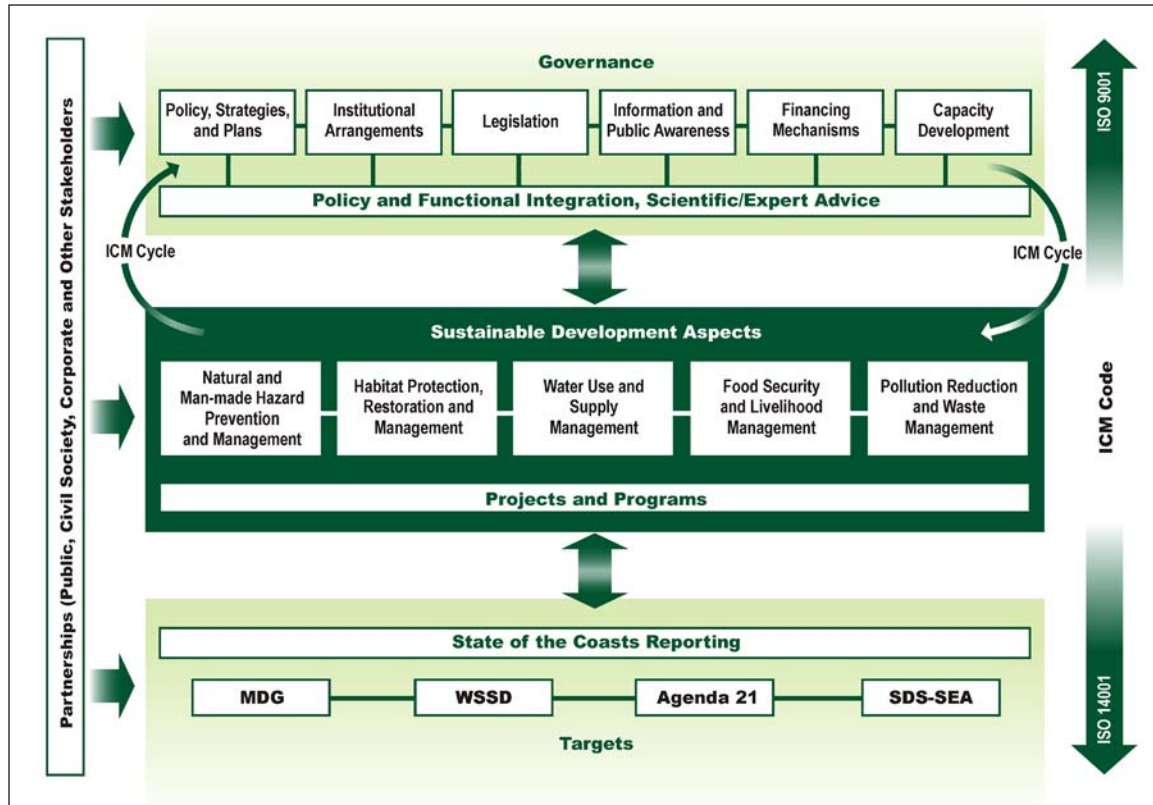 Partnerships (Public, Civil Society, Corporate and Other Stakeholders
Governance
Policy, Strategies,
and Plans
Institutional
Arrangements
Legislation
Information and
Public Awareness
Financing
Mechanisms
Capacity
Development
Policy and Functional Integration, Scientific/Expert Advice
ICM Cycle
ICM Cycle
Sustainable Development Aspects
Natural and
Man-made Hazard
Prevention
and Management
Habitat Protection,
Restoration and
Management
Water Use and
Supply
Management
Food Security
and Livelihood
Management
Pollution Reduction
and Waste
Management
Projects and Programs
State of the Coasts Reporting
MDG
WSSD
Agenda 21
SDS-SEA
Targets
ISO 9001
ICM Code
ISO 14001